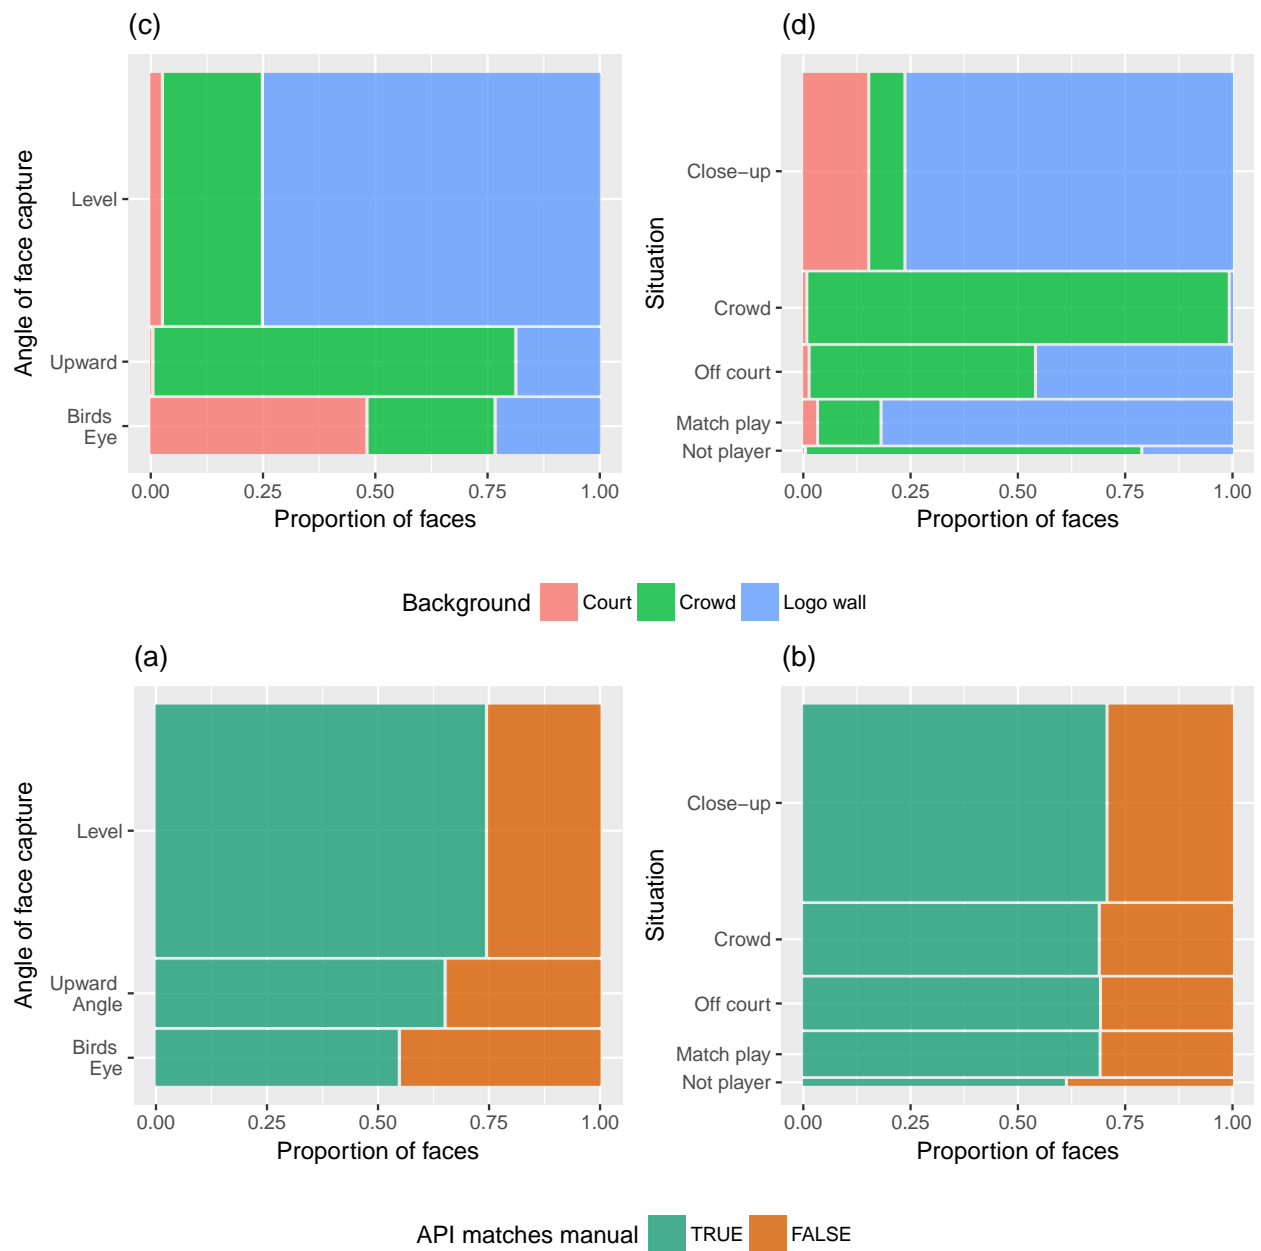 (c)
Angle of face capture
Level
Upward
Birds
Eye
0.00 0.25 0.50 0.75 1.00
Proportion of faces
(d)
Situation
Close−up
Crowd
Off court
Match play
Not player
0.00 0.25 0.50 0.75 1.00
Proportion of faces
Background Court Crowd Logo wall
(a)
Angle of face capture
Level
Upward
Angle
Birds
Eye
0.00 0.25 0.50 0.75 1.00
Proportion of faces
(b)
Situation
Close−up
Crowd
Off court
Match play
Not player
0.00 0.25 0.50 0.75 1.00
Proportion of faces
API matches manual TRUE FALSE